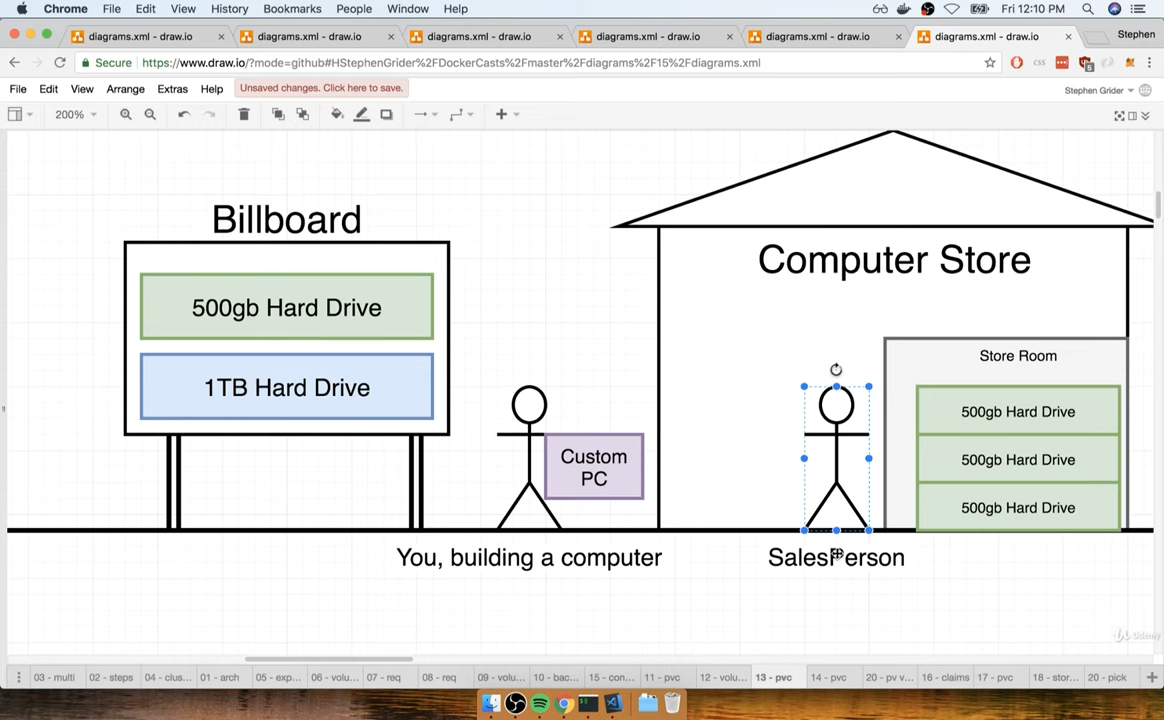 Chrome File Edit View History Bookmarks People Window Help Fri 12:10 PM
diagrams.xml - draw.io diagrams.xml - draw.io diagrams.xml - draw.io diagrams.xml - draw.io diagrams.xml - draw.io diagrams.xml - draw.io Stephen
Secure https://www.draw.io/?mode=github#HStephenGrider%2FDockerCasts%2Fmaster%2Fdiagrams%2F15%2Fdiagrams.xml
File Edit View Arrange Extras Help Unsaved changes. Click here to save. Stephen Grider
200%
Billboard
500gb Hard Drive
1TB Hard Drive
Computer Store
Store Room
500gb Hard Drive
500gb Hard Drive
500gb Hard Drive
Custom
PC
You, building a computer
SalesPerson
Udemy
03 - multi 02 - steps 04 - clus... 01 - arch 05 - exp... 06 - volu... 07 - req 08 - req 09 - volu... 10 - bac... 15 - con... 11 - pvc 12 - volu... 13 - pvc 14 - pvc 20 - pv v... 16 - claims 17 - pvc 18 - stor... 20 - pick